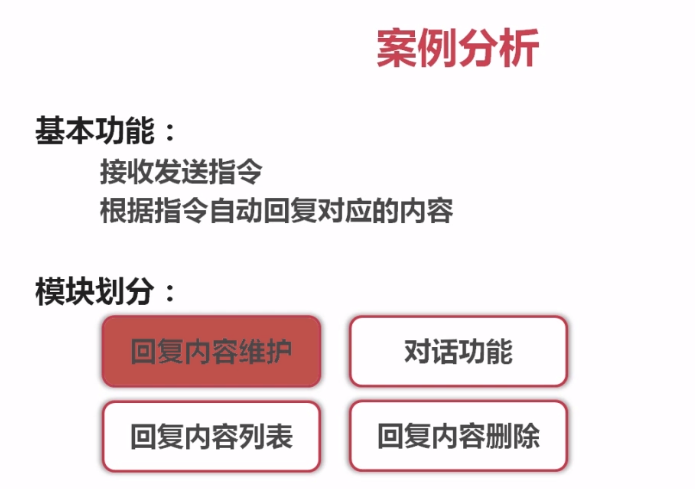 案例分析
基本功能：
接收发送指令
根据指令自动回复对应的内容
模块划分：
回复内容维护
对话功能
回复内容列表
回复内容删除